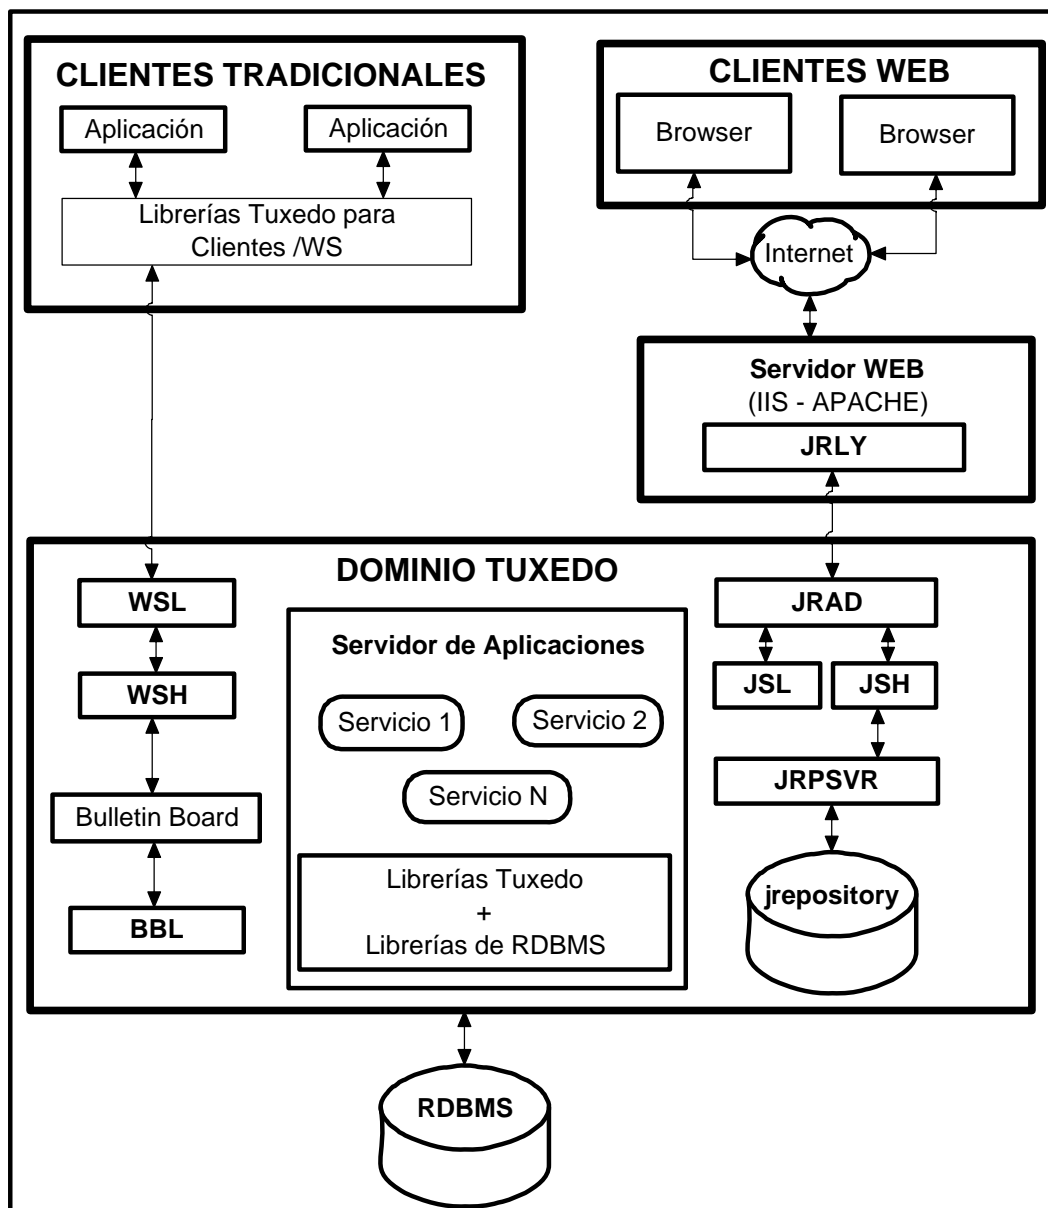 CLIENTES TRADICIONALES
Aplicación
Aplicación
Librerías Tuxedo para
Clientes /WS
CLIENTES WEB
Browser
Browser
Internet
Servidor WEB
(IIS - APACHE)
JRLY
DOMINIO TUXEDO
WSL
WSH
Bulletin Board
BBL
Servidor de Aplicaciones
Servicio 1
Servicio 2
Servicio N
Librerías Tuxedo
+
Librerías de RDBMS
JRAD
JSL
JSH
JRPSVR
jrepository
RDBMS